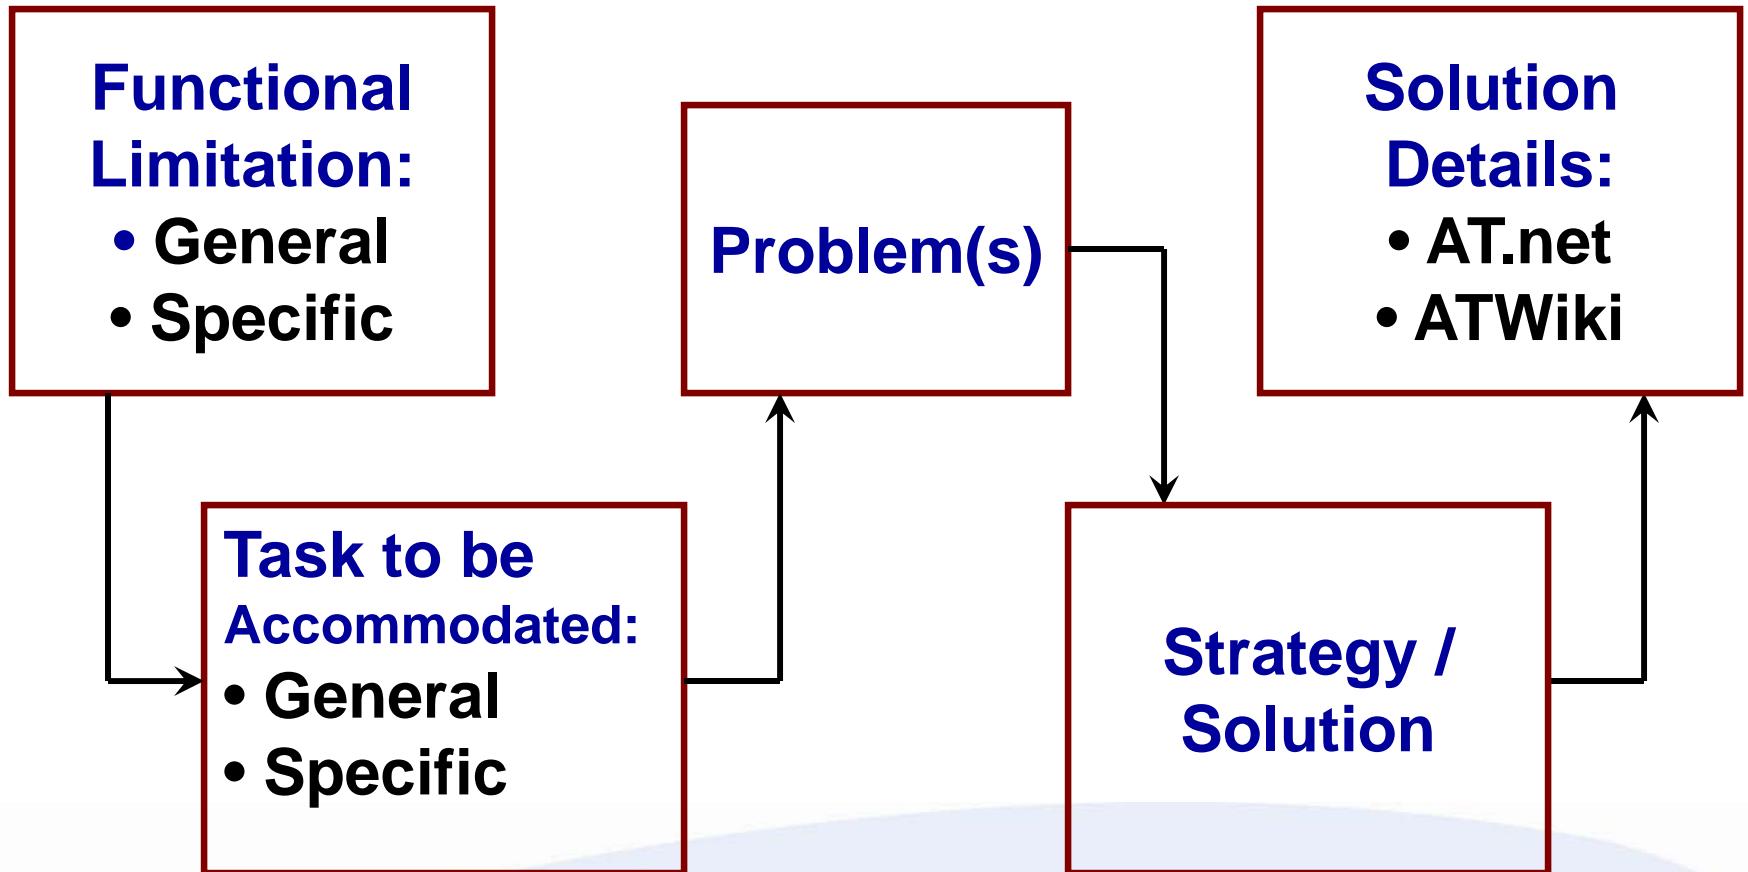 Functional
Limitation:
• General
• Specific
Task to be
Accommodated:
• General
• Specific
Problem(s)
Strategy /
Solution
Solution
Details:
• AT.net
• ATWiki